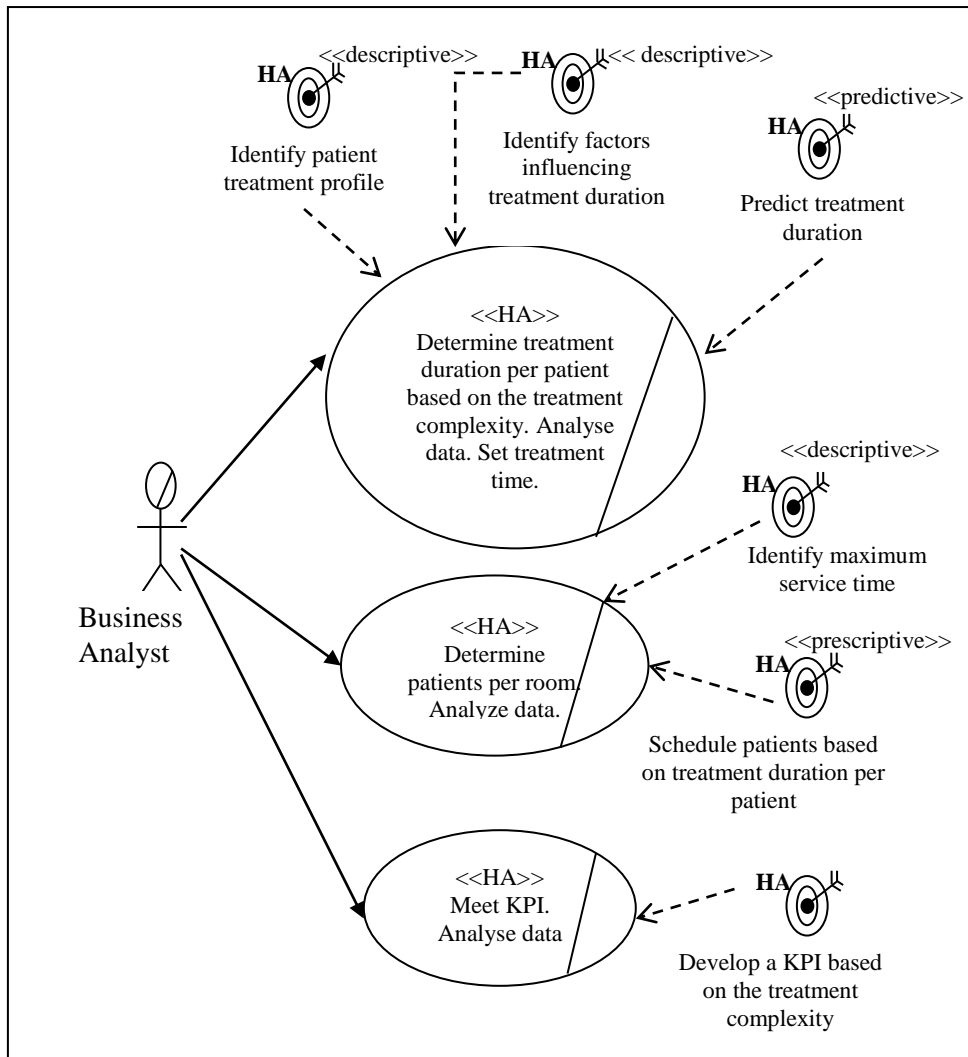 <<descriptive>>
HA
Identify patient
treatment profile
HA
<< descriptive>>
Identify factors
influencing
treatment duration
<<predictive>>
HA
Predict treatment
duration
<<HA>>
Determine treatment
duration per patient
based on the treatment
complexity. Analyse
data. Set treatment
time.
Business
Analyst
<<descriptive>>
HA
Identify maximum
service time
<<HA>>
Determine
patients per room.
Analyze data.
<<prescriptive>>
HA
Schedule patients based
on treatment duration per
patient
<<HA>>
Meet KPI.
Analyse data
HA
Develop a KPI based
on the treatment
complexity